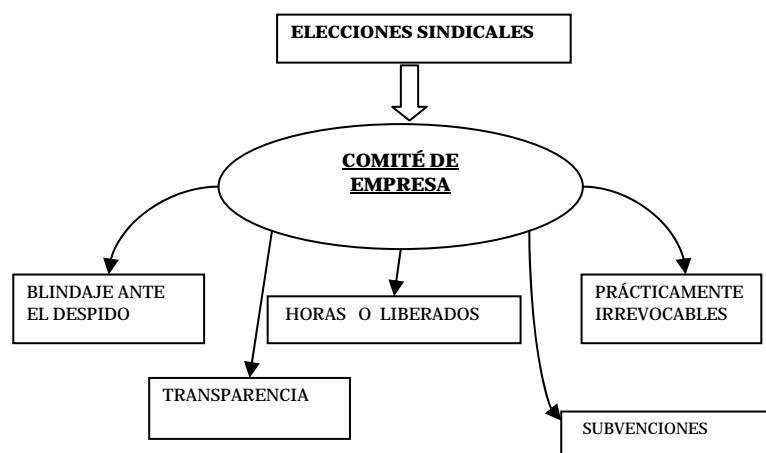 ELECCIONES SINDICALES
COMITÉ DE
EMPRESA
BLINDAJE ANTE
EL DESPIDO
HORAS O LIBERADOS
PRÁCTICAMENTE
IRREVOCABLES
TRANSPARENCIA
SUBVENCIONES